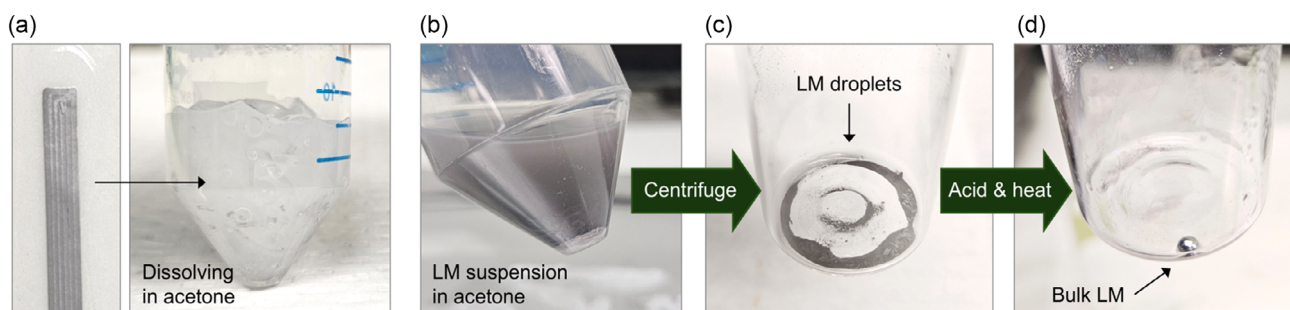 (a)
(b)
(c)
(d)
LM droplets
Centrifuge
Acid & heat
Dissolving
in acetone
LM suspension
in acetone
Bulk LM